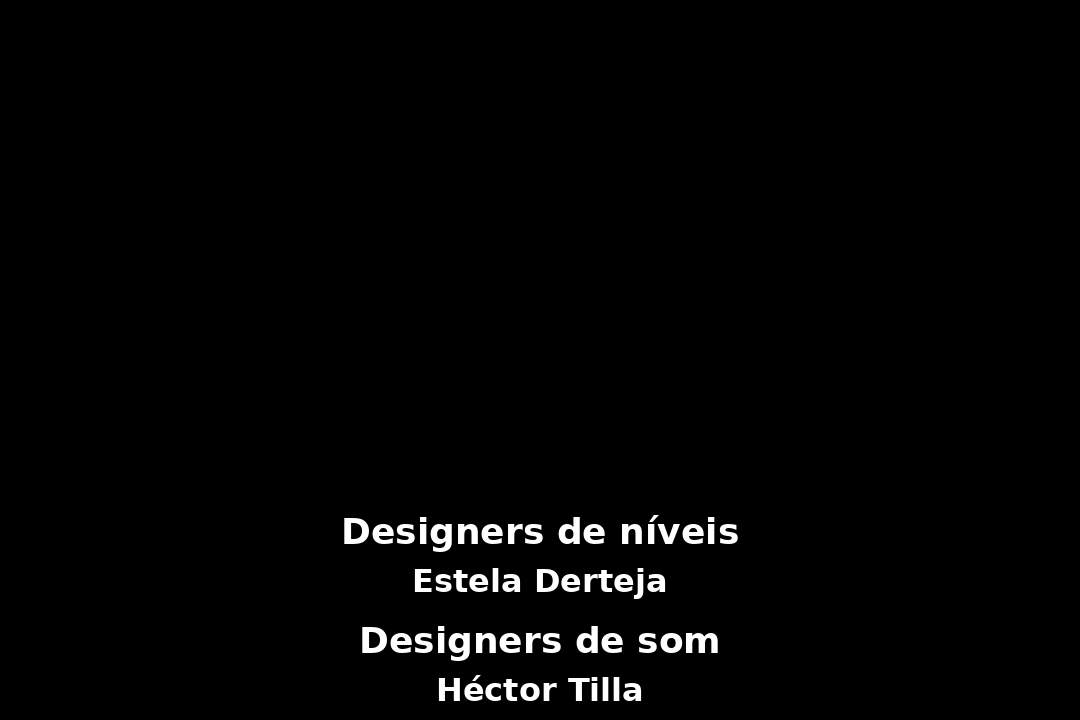 Designers de níveis
Estela Derteja
Designers de som
Héctor Tilla